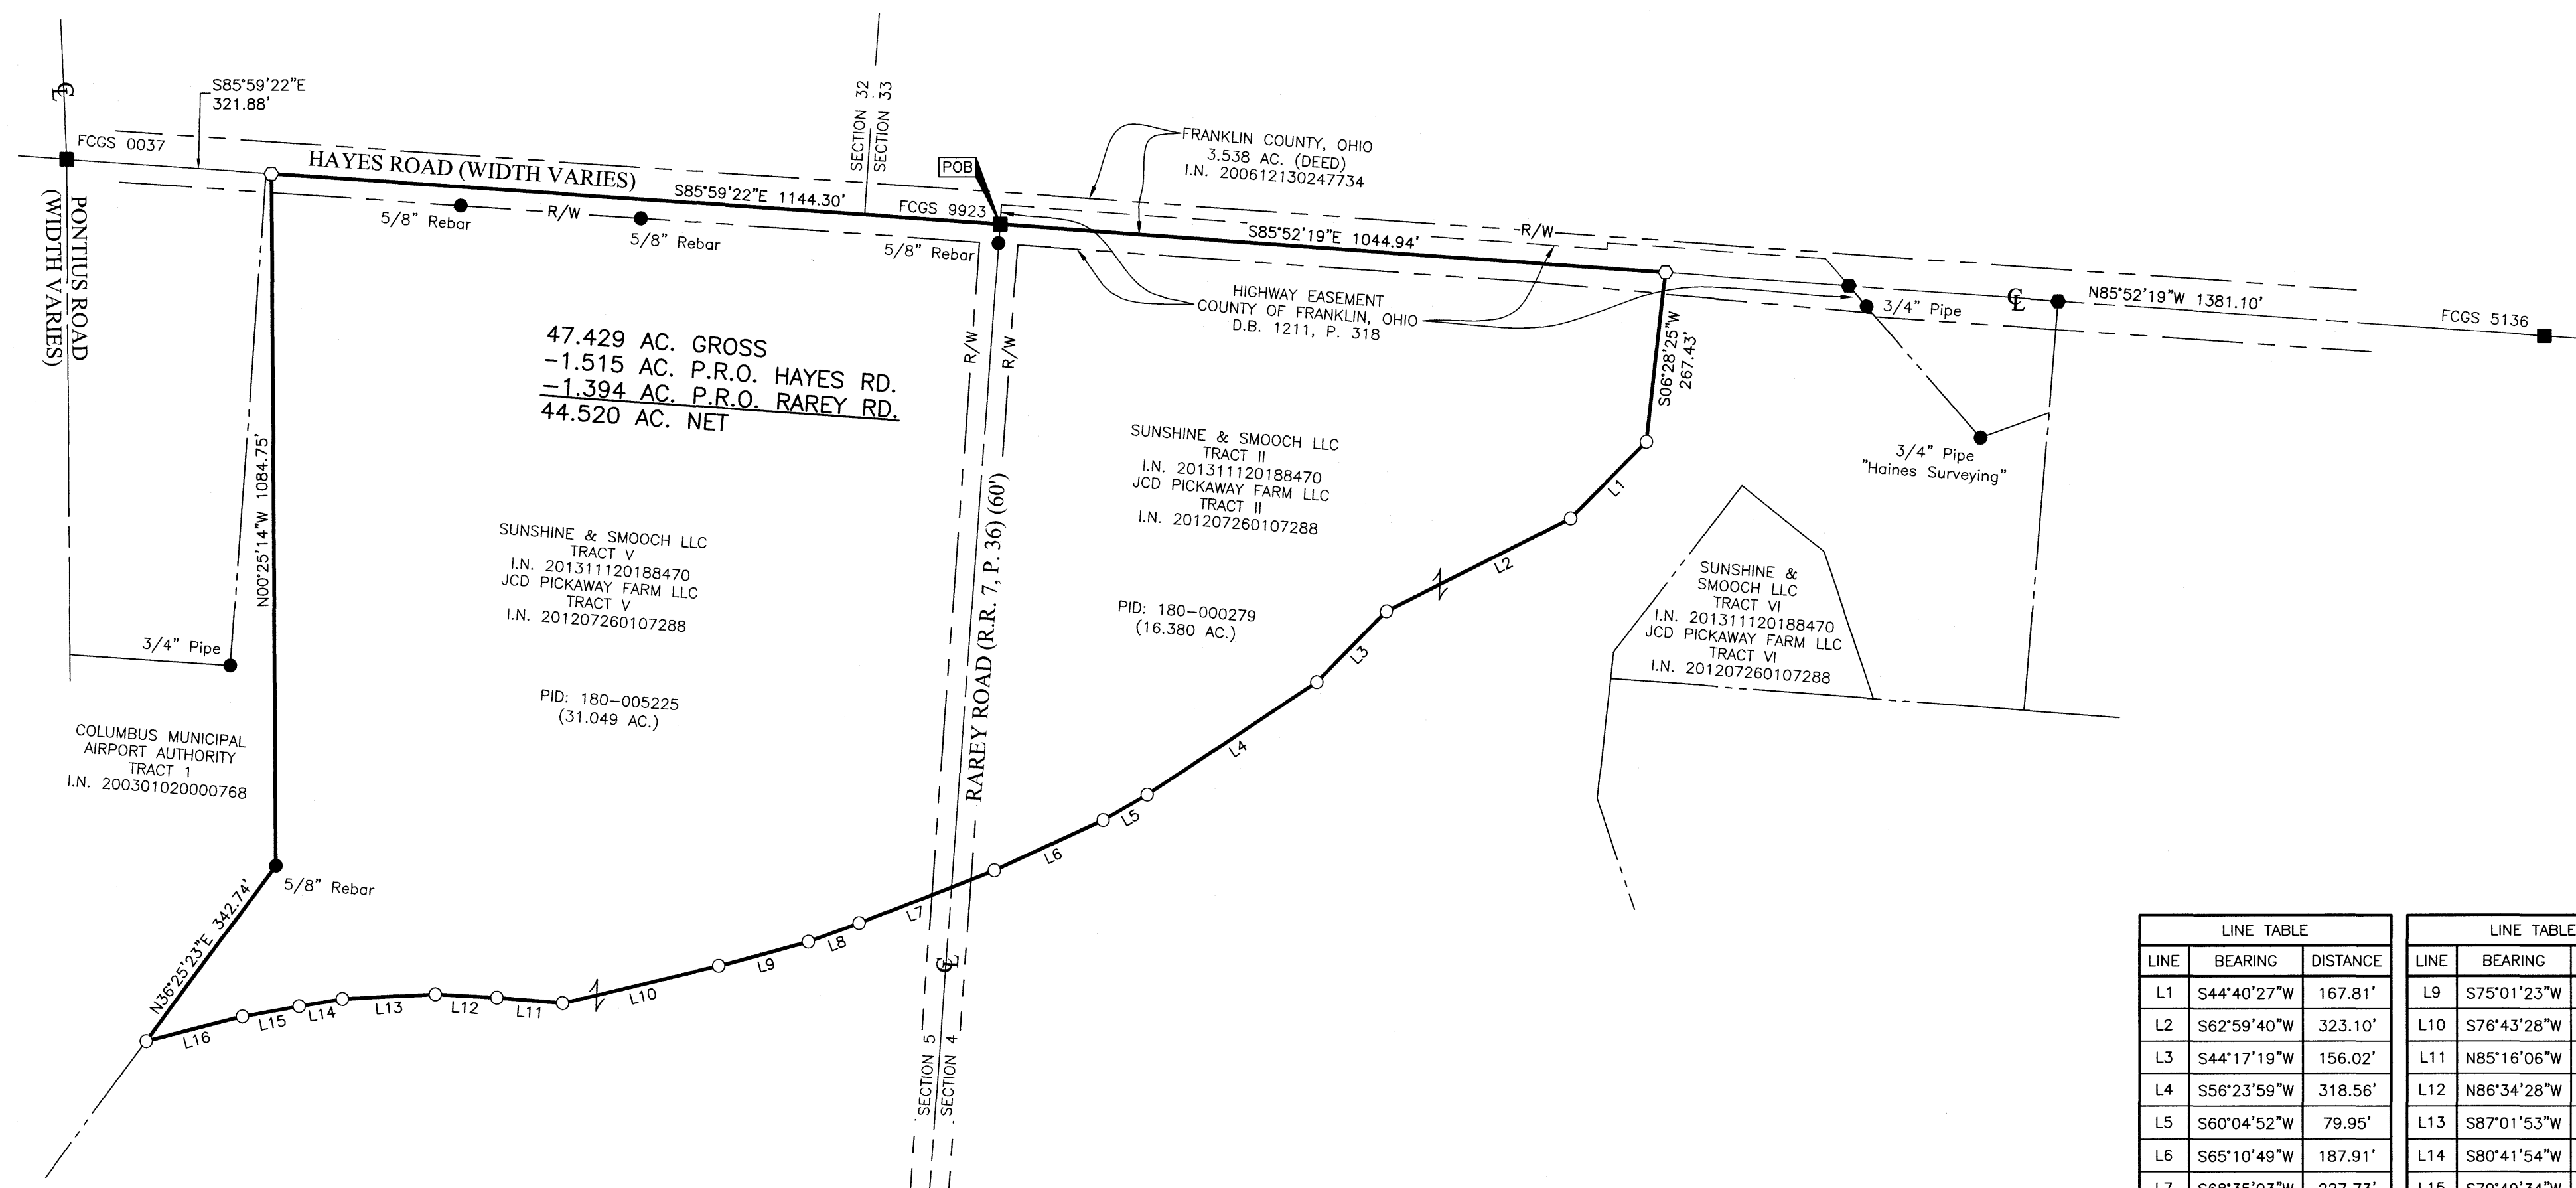 S85°59'22"E
321.88'
FCGS 0037
HAYES ROAD (WIDTH VARIES)
S85°59'22"E 1144.30'
SECTION 32
SECTION 33
POB
FCGS 9923
FRANKLIN COUNTY, OHIO
3.538 AC. (DEED)
I.N. 200612130247734
S85°52'19"E 1044.94'
-R/W
PONTIUS ROAD
(WIDTH VARIES)
5/8" Rebar
R/W
5/8" Rebar
5/8" Rebar
HIGHWAY EASEMENT
COUNTY OF FRANKLIN, OHIO
D.B. 1211, P. 318
3/4" Pipe
℄
℄
N85°52'19"W 1381.10'
FCGS 5136
47.429 AC. GROSS
-1.515 AC. P.R.O. HAYES RD.
-1.394 AC. P.R.O. RAREY RD.
44.520 AC. NET
R/W
R/W
S06°28'25"W
267.43'
3/4" Pipe
"Haines Surveying"
N00°25'14"W 1084.75'
SUNSHINE & SMOOCH LLC
TRACT V
I.N. 201311120188470
JCD PICKAWAY FARM LLC
TRACT V
I.N. 201207260107288
PID: 180-005225
(31.049 AC.)
RAREY ROAD (R.R. 7, P. 36) (60')
SUNSHINE & SMOOCH LLC
TRACT II
I.N. 201311120188470
JCD PICKAWAY FARM LLC
TRACT II
I.N. 201207260107288
PID: 180-000279
(16.380 AC.)
SUNSHINE &
SMOOCH LLC
TRACT VI
I.N. 201311120188470
JCD PICKAWAY FARM LLC
TRACT VI
I.N. 201207260107288
3/4" Pipe
COLUMBUS MUNICIPAL
AIRPORT AUTHORITY
TRACT 1
I.N. 200301020000768
5/8" Rebar
N36°25'23"E 342.74'
L1
L2
L3
L4
L5
L6
L7
L8
L9
L10
L11
L12
L13
L14
L15
L16
℄
SECTION 5
SECTION 4
LINE TABLE
LINE BEARING DISTANCE
L1 S44°40'27"W 167.81'
L2 S62°59'40"W 323.10'
L3 S44°17'19"W 156.02'
L4 S56°23'59"W 318.56'
L5 S60°04'52"W 79.95'
L6 S65°10'49"W 187.91'
L7 S68°35'03"W 227.73'
LINE TABLE
LINE BEARING
L9 S75°01'23"W
L10 S76°43'28"W
L11 N85°16'06"W
L12 N86°34'28"W
L13 S87°01'53"W
L14 S80°41'54"W
L15 S79°49'34"W